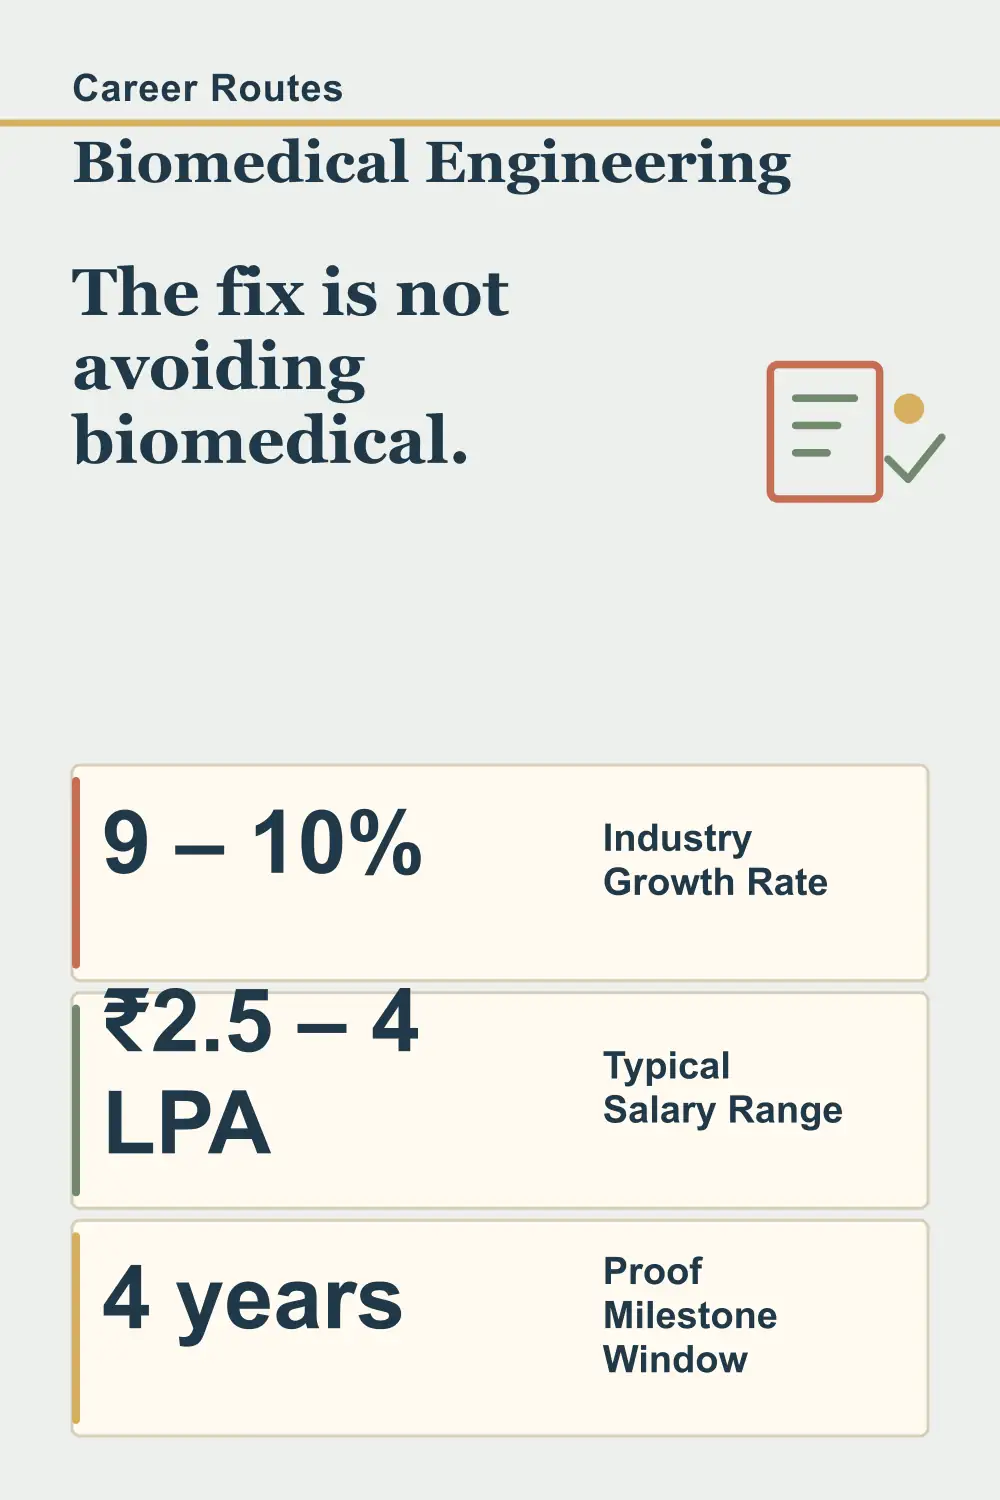 Career Routes
Biomedical Engineering
The fix is not
avoiding
biomedical.
9 – 10%
Industry
Growth Rate
₹2.5 – 4
LPA
Typical
Salary Range
4 years
Proof
Milestone
Window